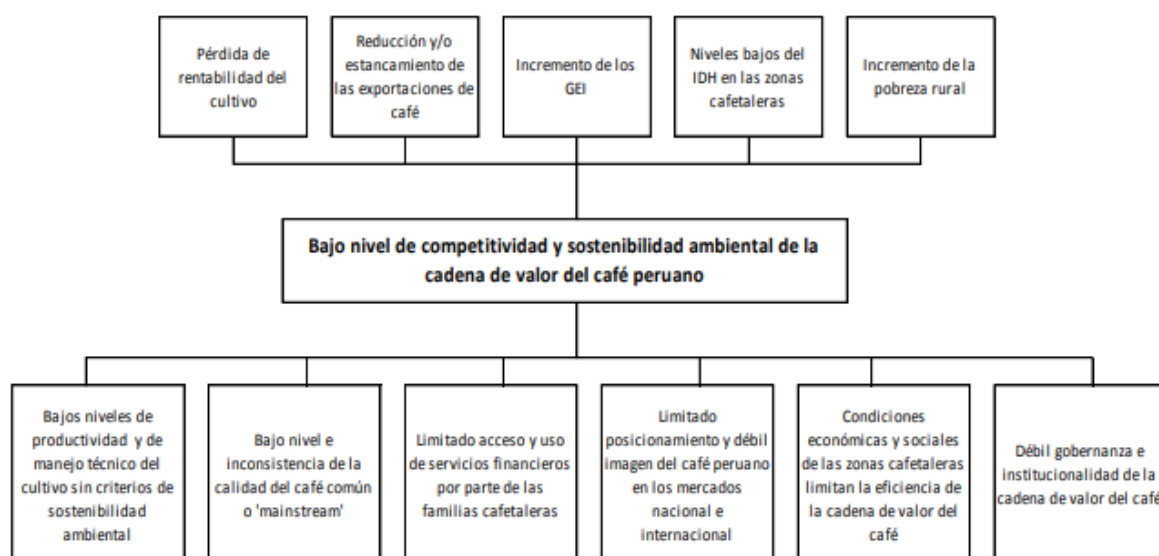 Pérdida de
rentabilidad del
cultivo
Reducción y/o
estancamiento de
las exportaciones de
café
Incremento de los
GEI
Niveles bajos del
IDH en las zonas
cafetaleras
Incremento de la
pobreza rural
Bajo nivel de competitividad y sostenibilidad ambiental de la
cadena de valor del café peruano
Bajos niveles de
productividad y de
manejo técnico del
cultivo sin criterios de
sostenibilidad
ambiental
Bajo nivel e
inconsistencia de la
calidad del café común
o 'mainstream'
Limitado acceso y uso
de servicios financieros
por parte de las
familias cafetaleras
Limitado
posicionamiento y débil
imagen del café peruano
en los mercados
nacional e
internacional
Condiciones
económicas y sociales
de las zonas cafetaleras
limitan la eficiencia de
la cadena de valor del
café
Débil gobernanza e
institucionalidad de la
cadena de valor del café